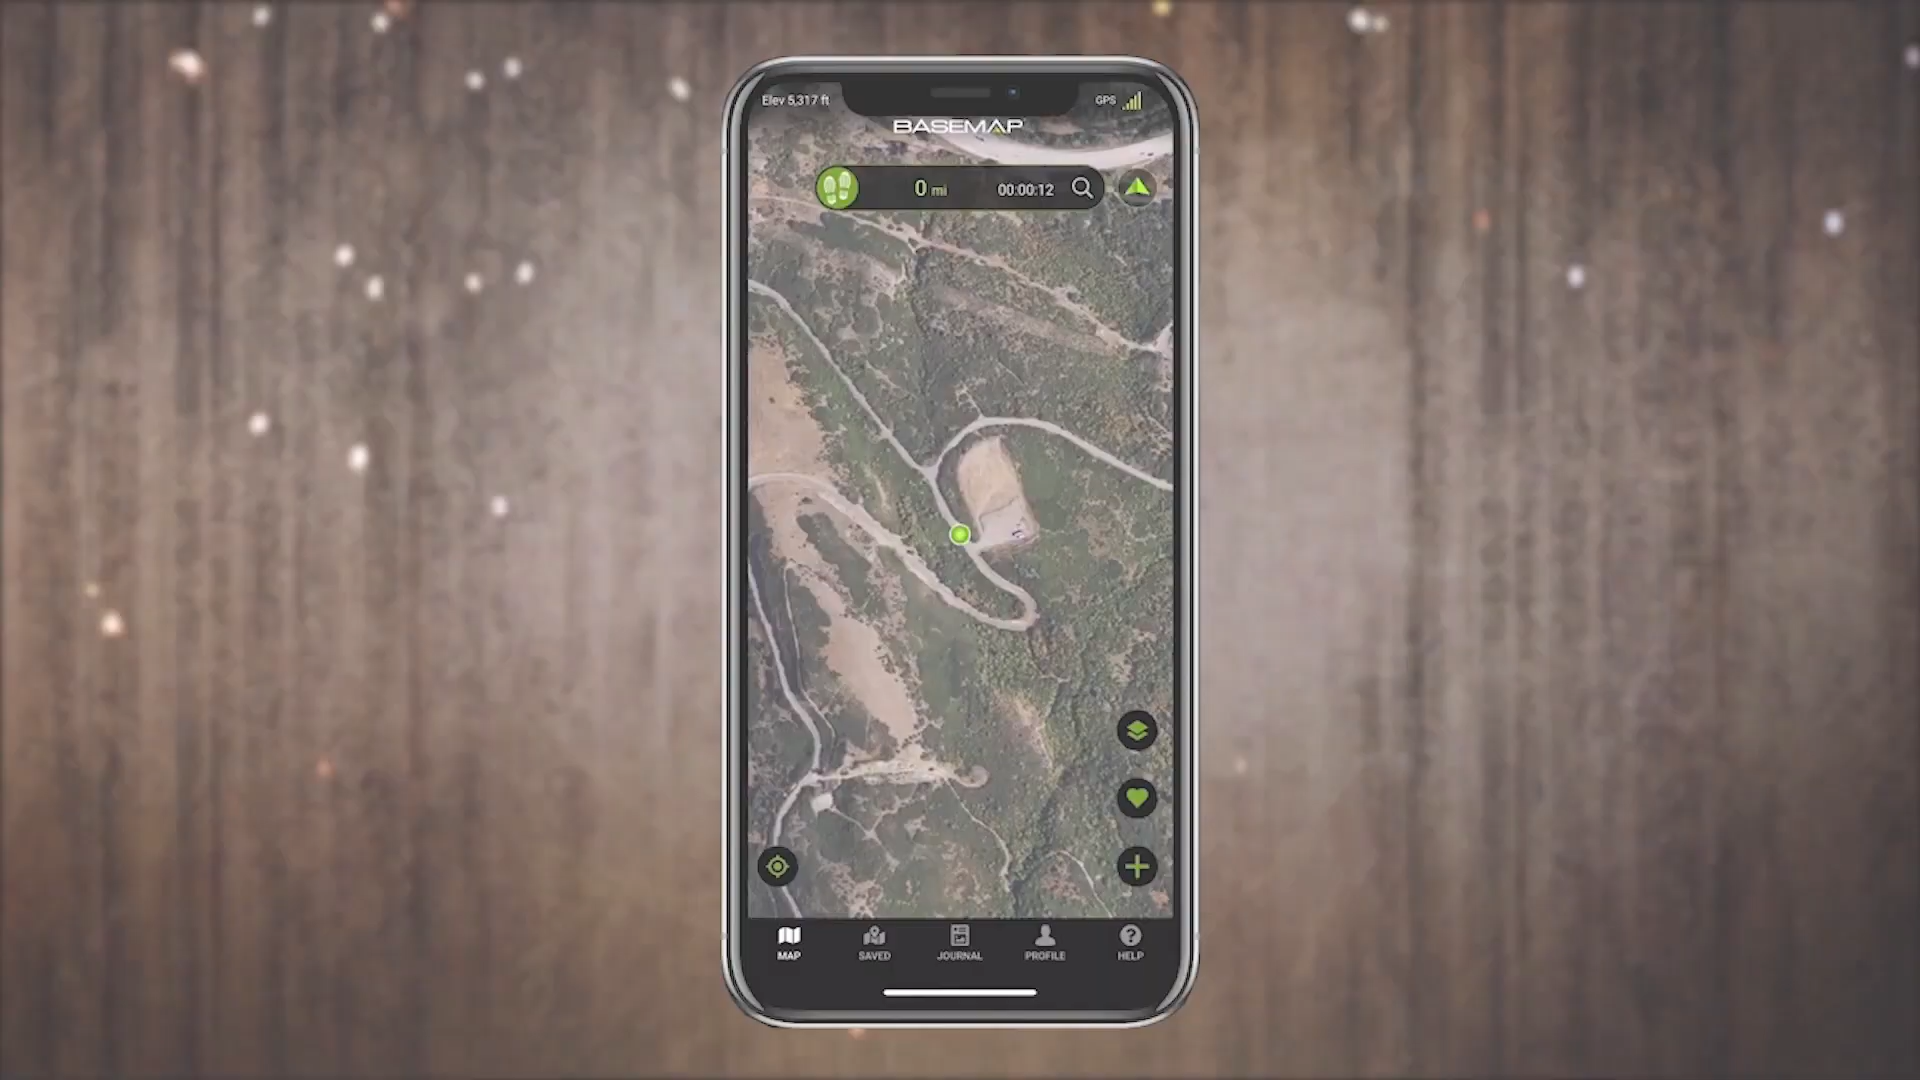 Elev 5,317 ft
GPS
BASEMAP
0 mi
00:00:12
MAP
SAVED
JOURNAL
PROFILE
HELP